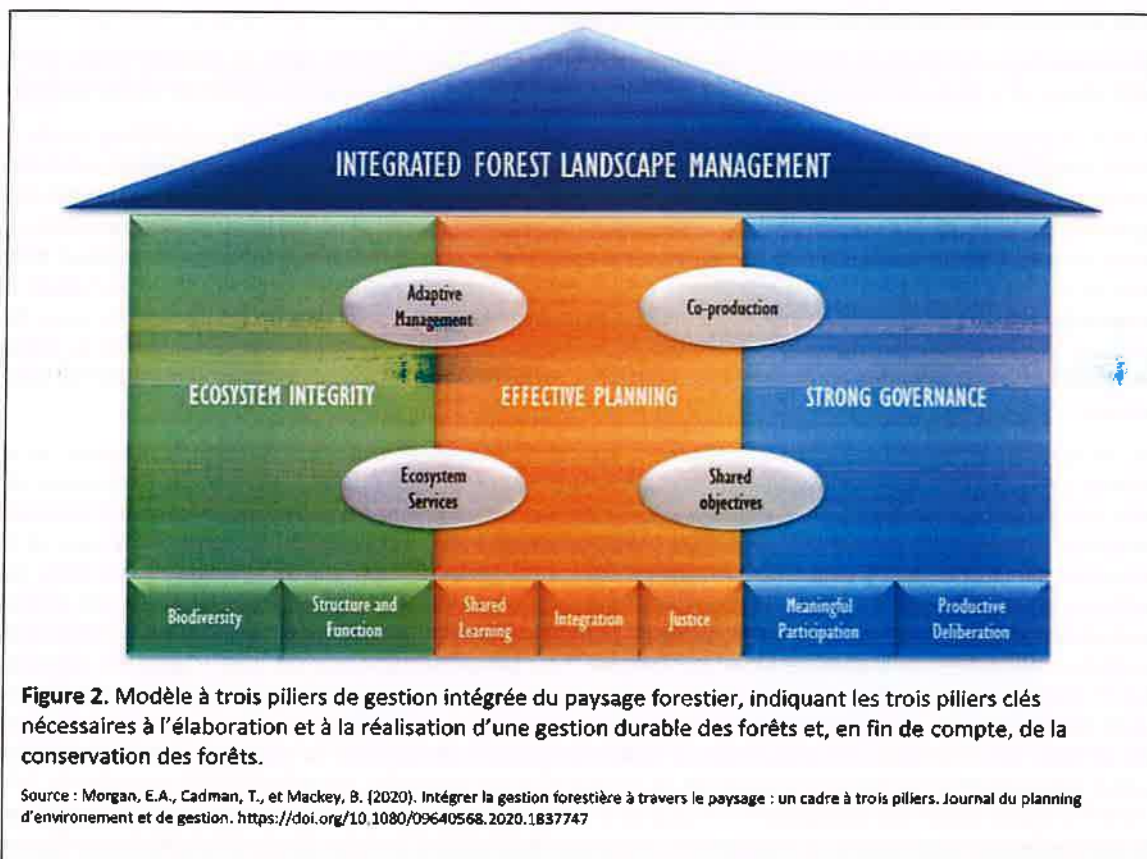 INTEGRATED FOREST LANDSCAPE MANAGEMENT
Adaptive
Management
Co-production
ECOSYSTEM INTEGRITY
EFFECTIVE PLANNING
STRONG GOVERNANCE
Ecosystem
Services
Shared
objectives
Biodiversity
Structure and
Function
Shared
Learning
Integration
Justice
Meaningful
Participation
Productive
Deliberation
Figure 2. Modèle à trois piliers de gestion intégrée du paysage forestier, indiquant les trois piliers clés
nécessaires à l'élaboration et à la réalisation d'une gestion durable des forêts et, en fin de compte, de la
conservation des forêts.
Source : Morgan, E.A., Cadman, T., et Mackey, B. (2020). Intégrer la gestion forestière à travers le paysage : un cadre à trois piliers. Journal du planning
d'environement et de gestion. https://doi.org/10.1080/09640568.2020.1837747